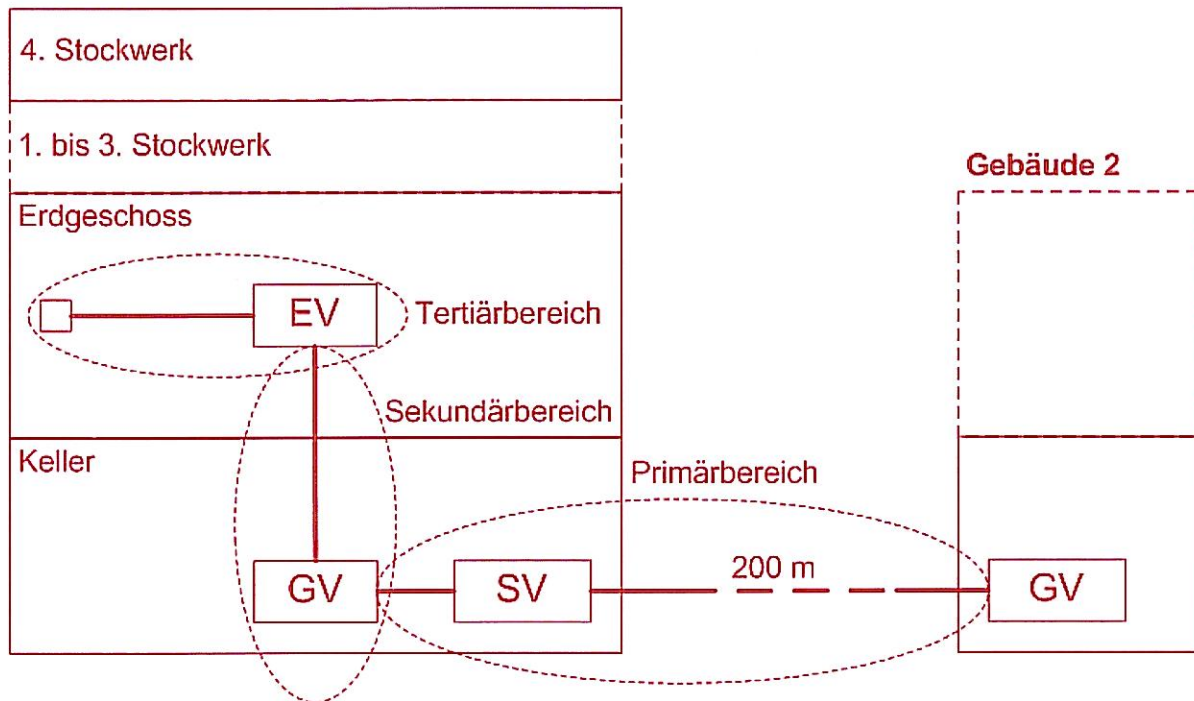 4. Stockwerk
1. bis 3. Stockwerk
Gebäude 2
Erdgeschoss
EV
Tertiärbereich
Sekundärbereich
Keller
Primärbereich
GV
SV
200 m
GV